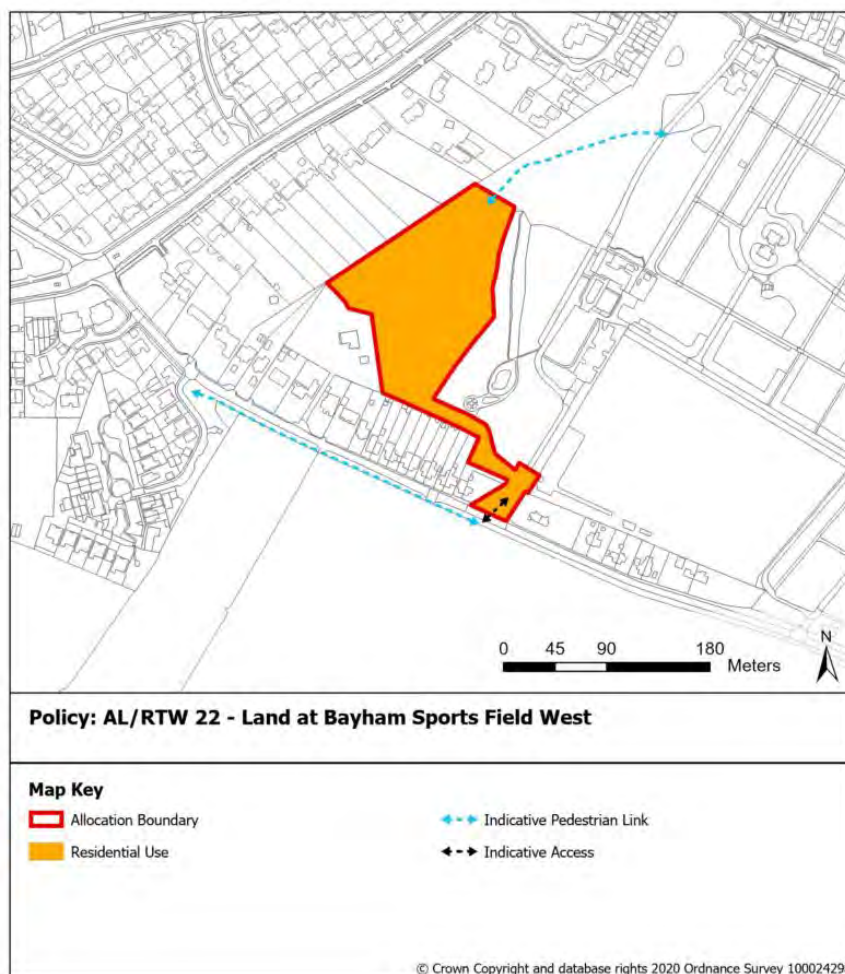 0 45 90 180
Meters
N
Policy: AL/RTW 22 - Land at Bayham Sports Field West
Map Key
Allocation Boundary
Indicative Pedestrian Link
Residential Use
Indicative Access
© Crown Copyright and database rights 2020 Ordnance Survey 10002429